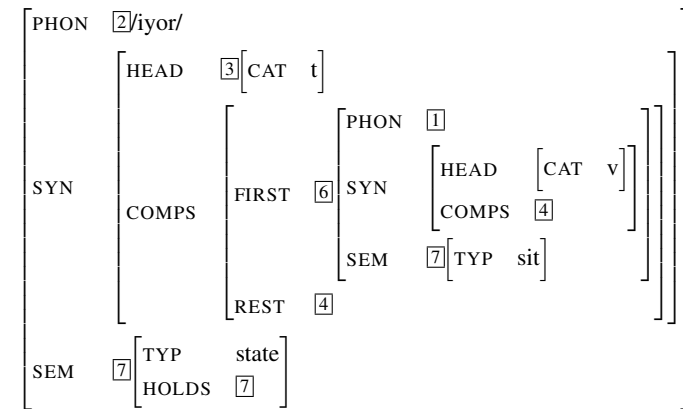 PHON 2 /iyor/
HEAD 3 CAT t
PHON 1
HEAD CAT v
SYN COMPS FIRST 6 SYN
COMPS 4
SEM 7 TYP sit
REST 4
TYP state
SEM 7
HOLDS 7